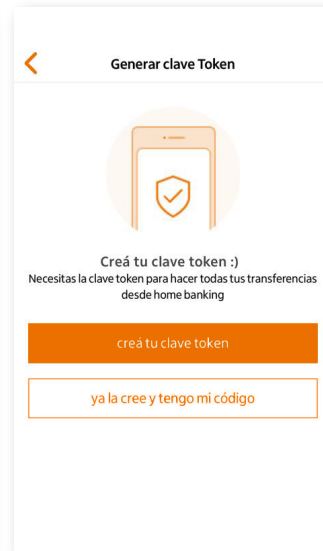 Generar clave Token
Creá tu clave token :)
Necesitas la clave token para hacer todas tus transferencias
desde home banking
creá tu clave token
ya la cree y tengo mi código